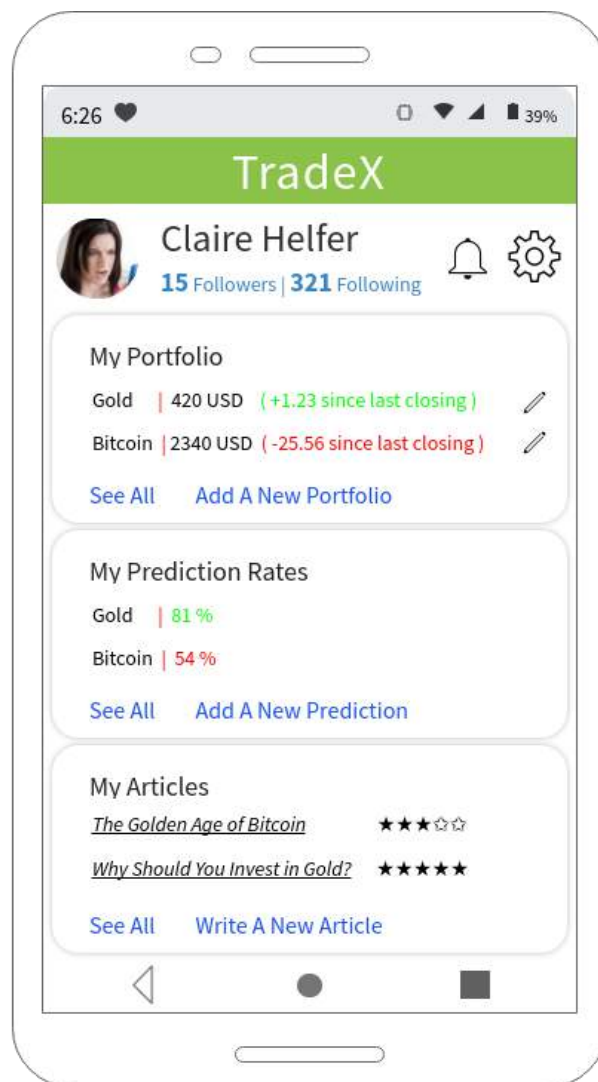 6:26 39%
TradeX
Claire Helfer
15 Followers | 321 Following
My Portfolio
Gold | 420 USD ( +1.23 since last closing )
Bitcoin | 2340 USD ( -25.56 since last closing )
See All Add A New Portfolio
My Prediction Rates
Gold | 81 %
Bitcoin | 54 %
See All Add A New Prediction
My Articles
The Golden Age of Bitcoin ★★★☆☆
Why Should You Invest in Gold? ★★★★★
See All Write A New Article